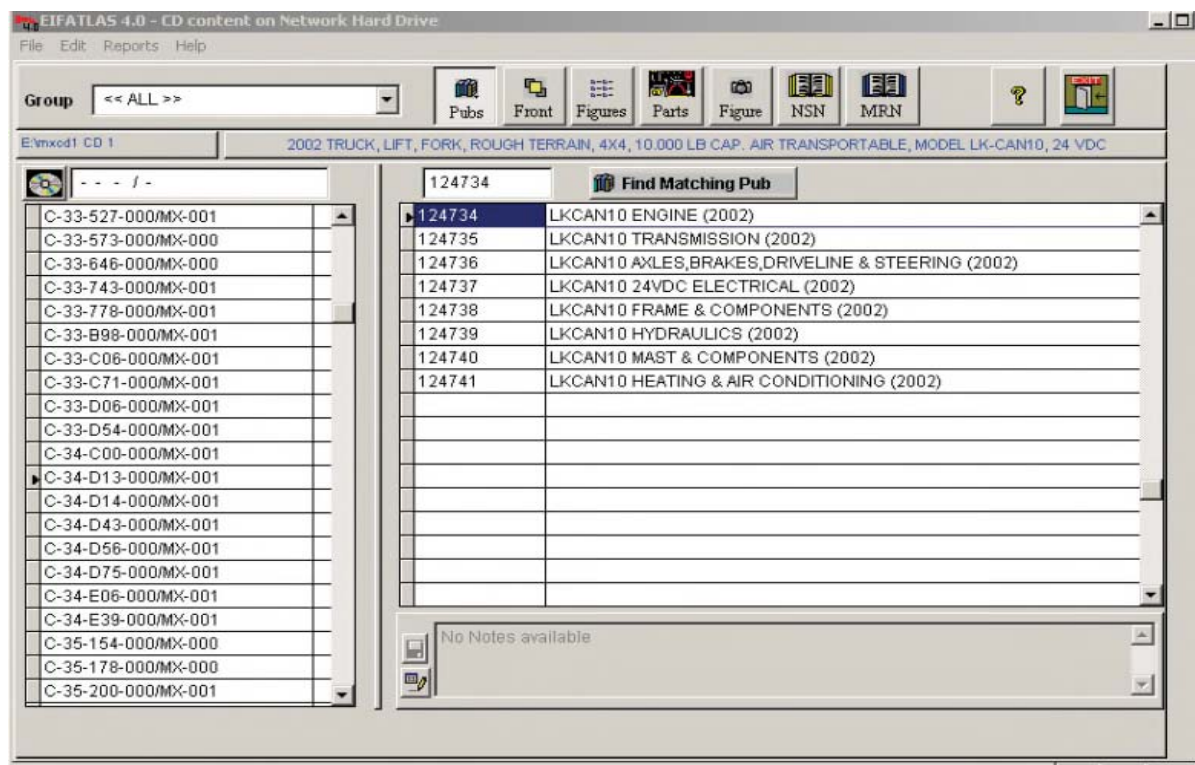 EIFATLAS 4.0 - CD content on Network Hard Drive
File Edit Reports Help
Group << ALL >>
Pubs Front Figures Parts Figure NSN MRN ? EXIT
E:\mxcd1 CD 1 2002 TRUCK, LIFT, FORK, ROUGH TERRAIN, 4X4, 10.000 LB CAP. AIR TRANSPORTABLE, MODEL LK-CAN10, 24 VDC
- - - / -
C-33-527-000/MX-001
C-33-573-000/MX-000
C-33-646-000/MX-000
C-33-743-000/MX-001
C-33-778-000/MX-001
C-33-B98-000/MX-001
C-33-C06-000/MX-001
C-33-C71-000/MX-001
C-33-D06-000/MX-001
C-33-D54-000/MX-001
C-34-C00-000/MX-001
C-34-D13-000/MX-001
C-34-D14-000/MX-001
C-34-D43-000/MX-001
C-34-D56-000/MX-001
C-34-D75-000/MX-001
C-34-E06-000/MX-001
C-34-E39-000/MX-001
C-35-154-000/MX-000
C-35-178-000/MX-000
C-35-200-000/MX-001
124734 Find Matching Pub
124734 LKCAN10 ENGINE (2002)
124735 LKCAN10 TRANSMISSION (2002)
124736 LKCAN10 AXLES,BRAKES,DRIVELINE & STEERING (2002)
124737 LKCAN10 24VDC ELECTRICAL (2002)
124738 LKCAN10 FRAME & COMPONENTS (2002)
124739 LKCAN10 HYDRAULICS (2002)
124740 LKCAN10 MAST & COMPONENTS (2002)
124741 LKCAN10 HEATING & AIR CONDITIONING (2002)
No Notes available